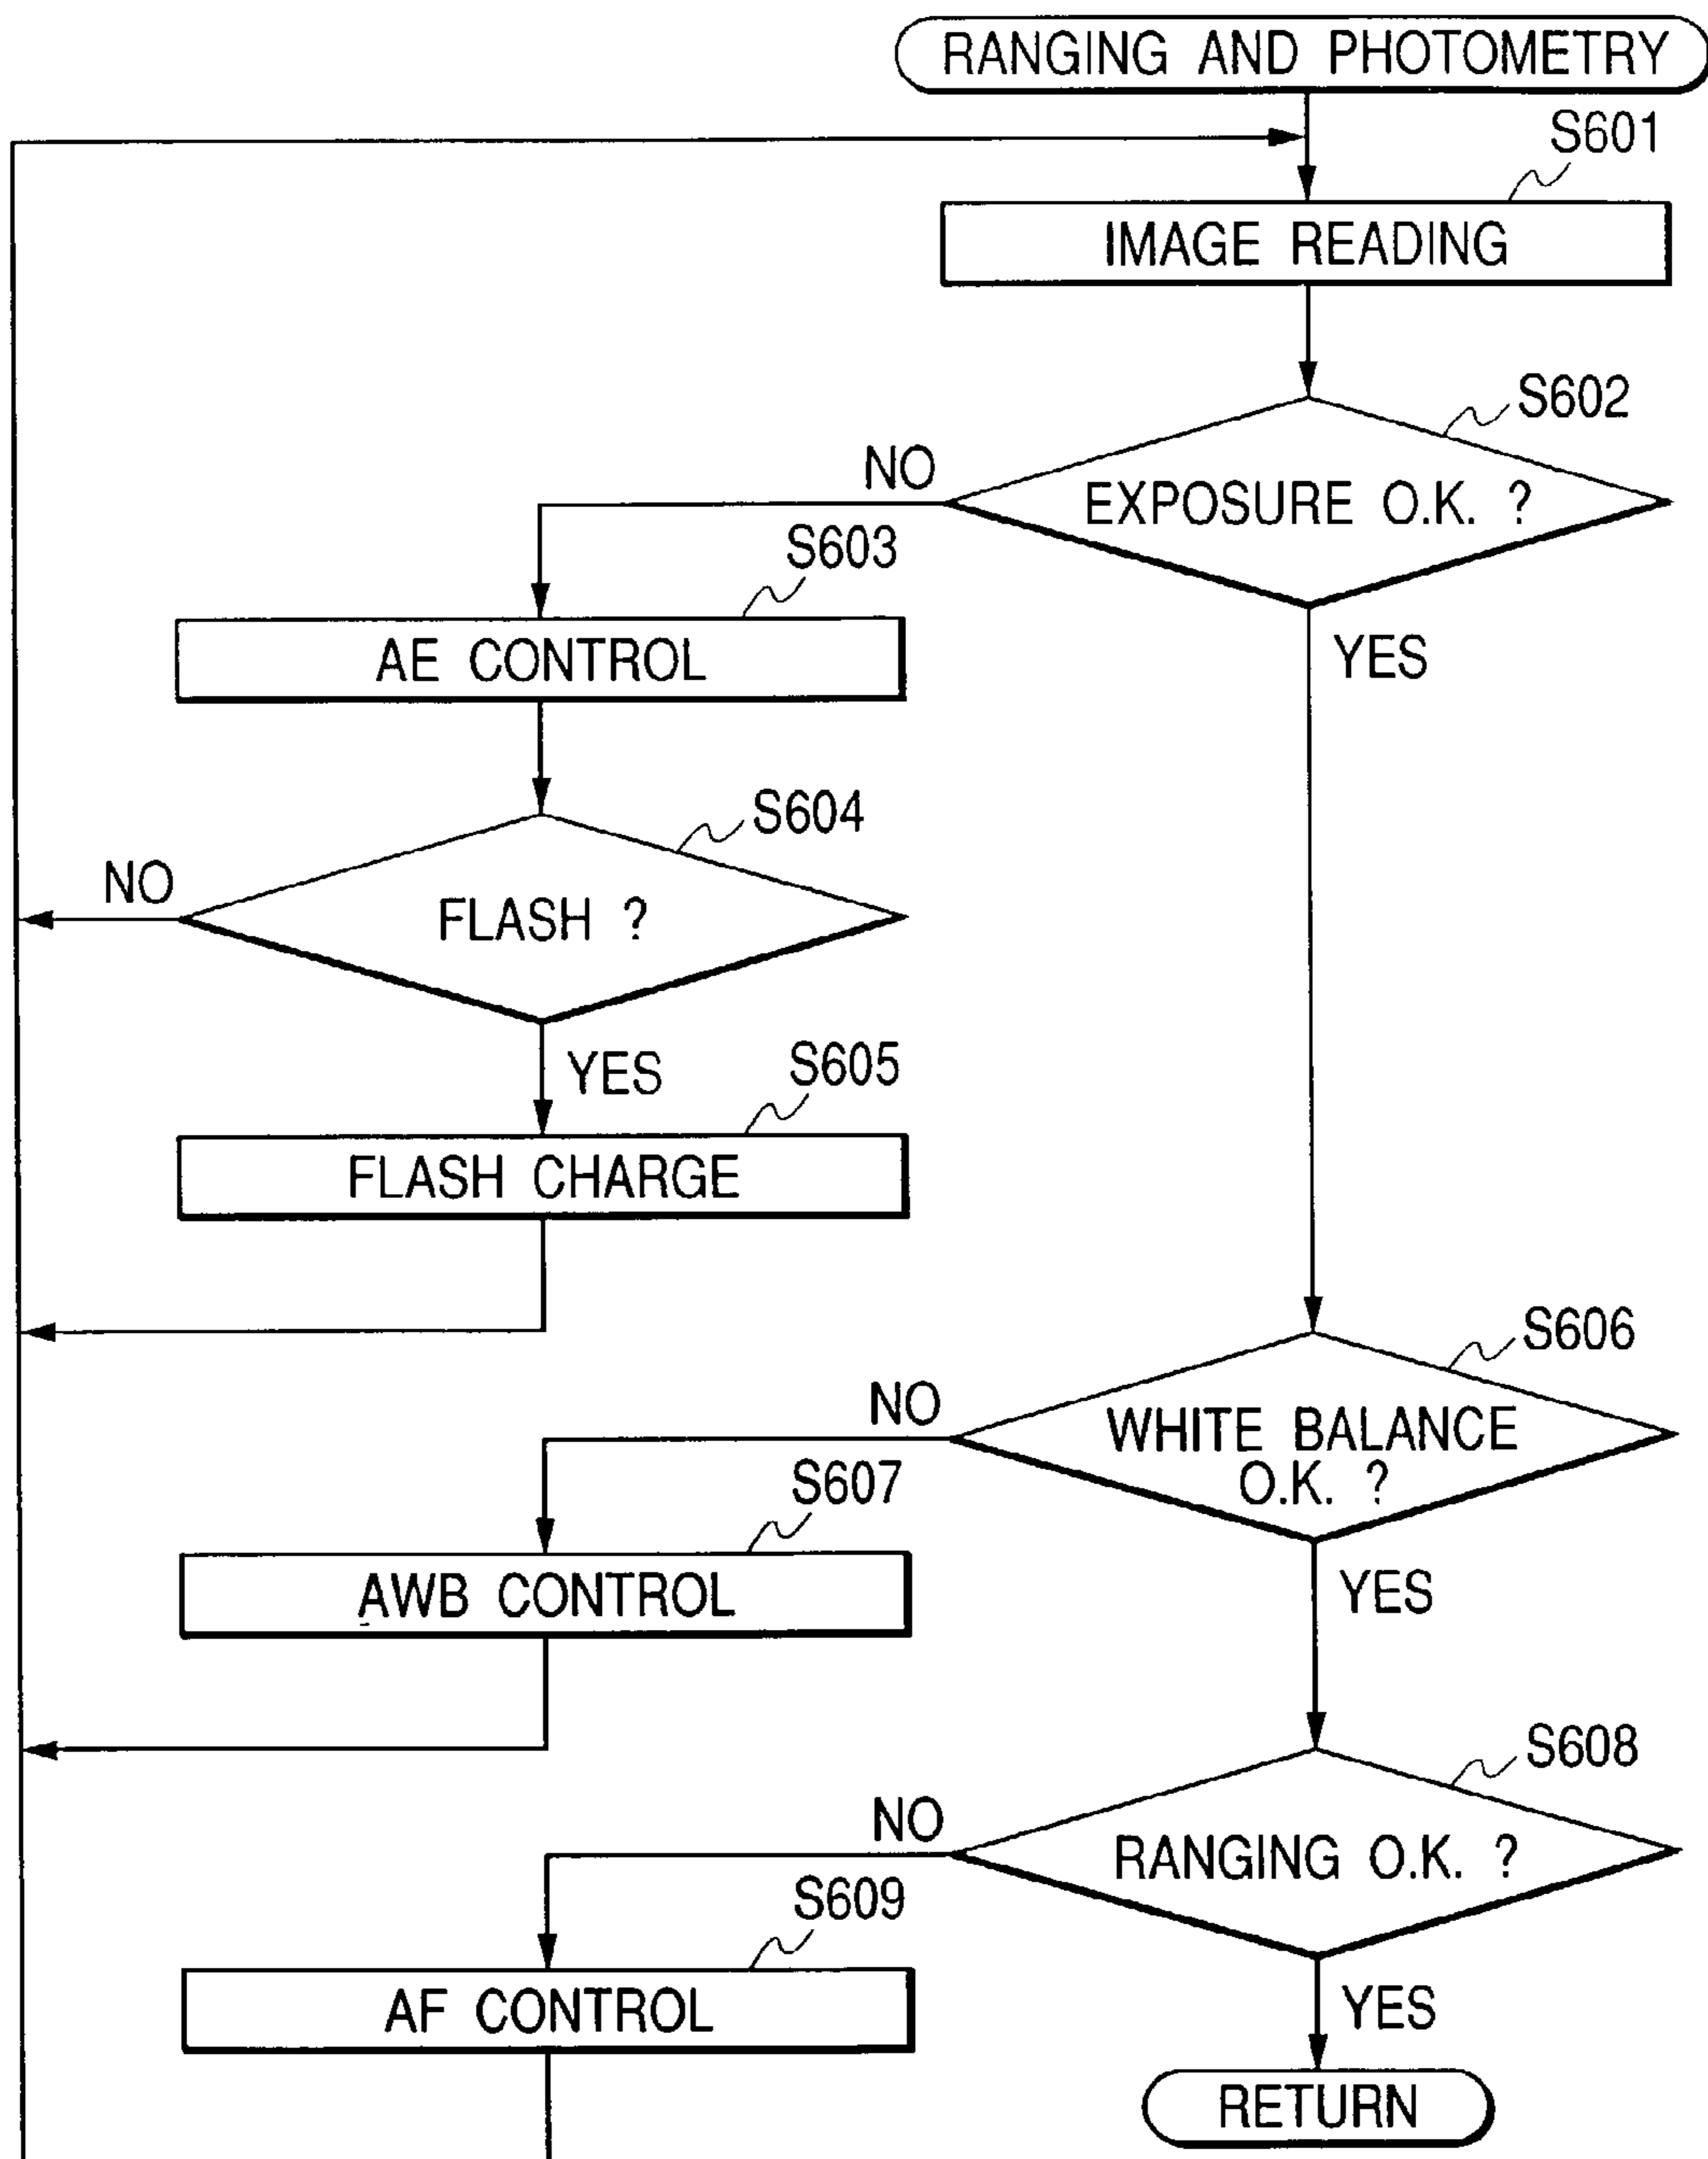 RANGING AND PHOTOMETRY
S601
IMAGE READING
S602
NO
EXPOSURE O.K. ?
S603
YES
AE CONTROL
S604
NO
FLASH ?
YES
S605
FLASH CHARGE
S606
NO
WHITE BALANCE
O.K. ?
S607
YES
AWB CONTROL
S608
NO
RANGING O.K. ?
S609
YES
AF CONTROL
RETURN